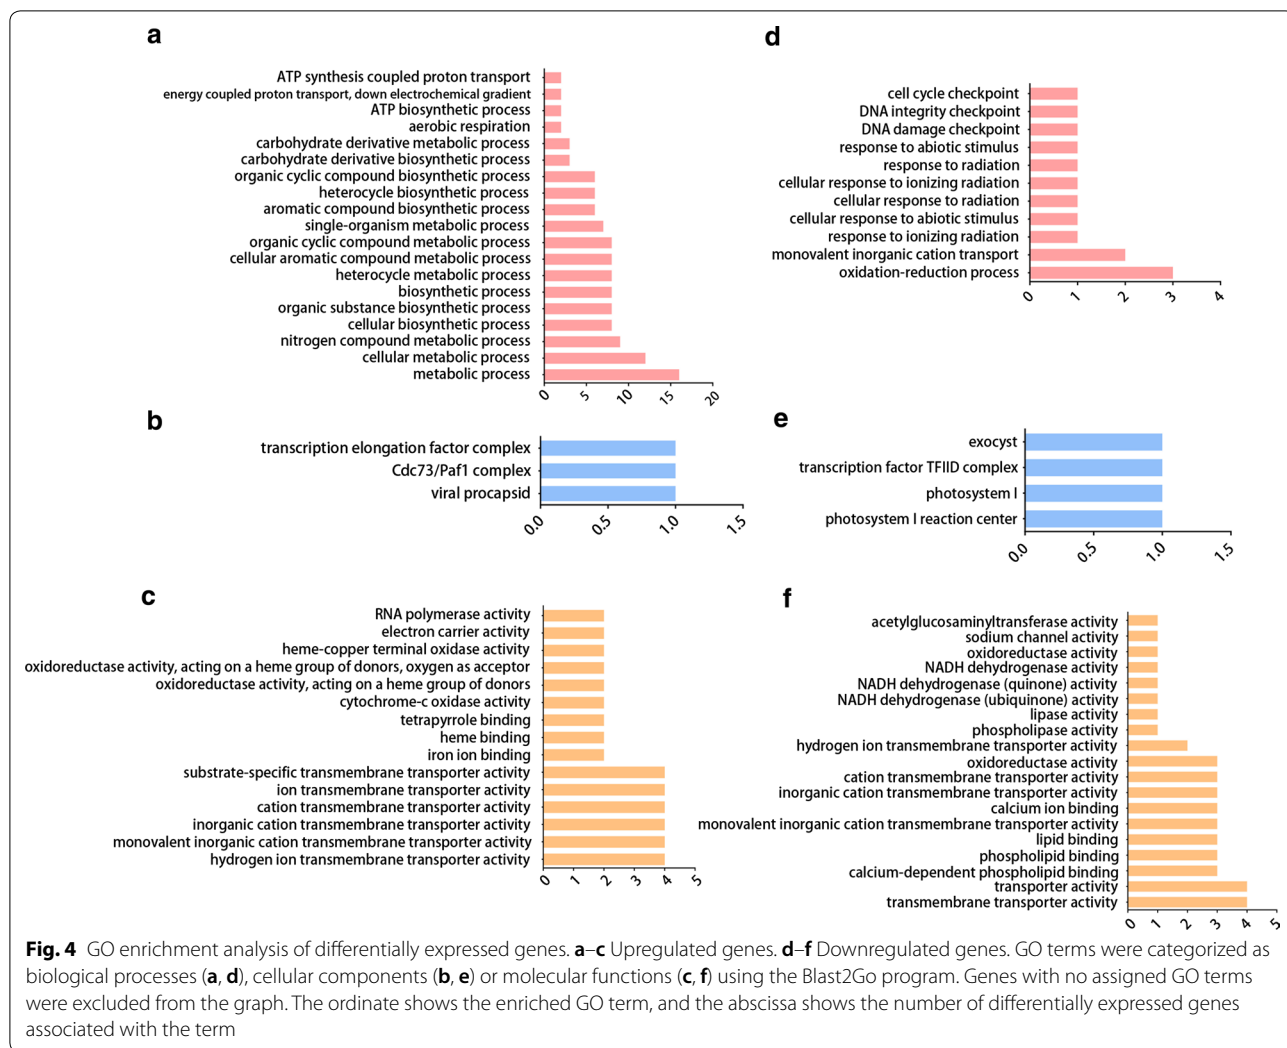 a
ATP synthesis coupled proton transport
energy coupled proton transport, down electrochemical gradient
ATP biosynthetic process
aerobic respiration
carbohydrate derivative metabolic process
carbohydrate derivative biosynthetic process
organic cyclic compound biosynthetic process
heterocycle biosynthetic process
aromatic compound biosynthetic process
single-organism metabolic process
organic cyclic compound metabolic process
cellular aromatic compound metabolic process
heterocycle metabolic process
biosynthetic process
organic substance biosynthetic process
cellular biosynthetic process
nitrogen compound metabolic process
cellular metabolic process
metabolic process
0 5 10 15 20
b
transcription elongation factor complex
Cdc73/Paf1 complex
viral procapsid
0.0 0.5 1.0 1.5
c
RNA polymerase activity
electron carrier activity
heme-copper terminal oxidase activity
oxidoreductase activity, acting on a heme group of donors, oxygen as acceptor
oxidoreductase activity, acting on a heme group of donors
cytochrome-c oxidase activity
tetrapyrrole binding
heme binding
iron ion binding
substrate-specific transmembrane transporter activity
ion transmembrane transporter activity
cation transmembrane transporter activity
inorganic cation transmembrane transporter activity
monovalent inorganic cation transmembrane transporter activity
hydrogen ion transmembrane transporter activity
0 1 2 3 4 5
d
cell cycle checkpoint
DNA integrity checkpoint
DNA damage checkpoint
response to abiotic stimulus
response to radiation
cellular response to ionizing radiation
cellular response to radiation
cellular response to abiotic stimulus
response to ionizing radiation
monovalent inorganic cation transport
oxidation-reduction process
0 1 2 3 4
e
exocyst
transcription factor TFIID complex
photosystem I
photosystem I reaction center
0.0 0.5 1.0 1.5
f
acetylglucosaminyltransferase activity
sodium channel activity
oxidoreductase activity
NADH dehydrogenase activity
NADH dehydrogenase (quinone) activity
NADH dehydrogenase (ubiquinone) activity
lipase activity
phospholipase activity
hydrogen ion transmembrane transporter activity
oxidoreductase activity
cation transmembrane transporter activity
inorganic cation transmembrane transporter activity
calcium ion binding
monovalent inorganic cation transmembrane transporter activity
lipid binding
phospholipid binding
calcium-dependent phospholipid binding
transporter activity
transmembrane transporter activity
0 1 2 3 4 5
Fig. 4 GO enrichment analysis of differentially expressed genes. a–c Upregulated genes. d–f Downregulated genes. GO terms were categorized as
biological processes (a, d), cellular components (b, e) or molecular functions (c, f) using the Blast2Go program. Genes with no assigned GO terms
were excluded from the graph. The ordinate shows the enriched GO term, and the abscissa shows the number of differentially expressed genes
associated with the term